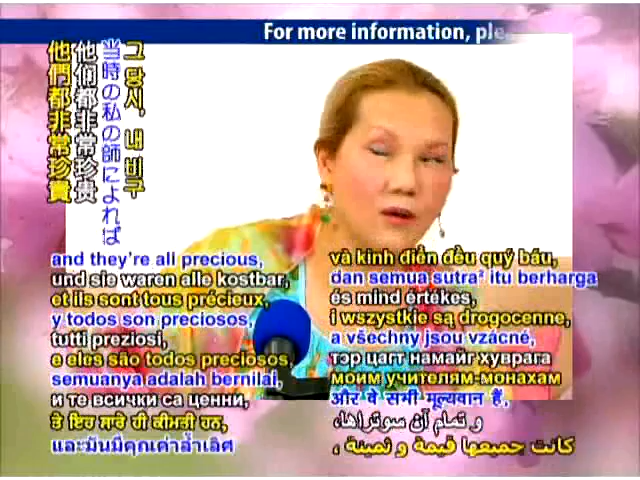 For more information, ple
그 당시, 내 비구
当時の私の師によれば
他俩都非常珍贵
他們都非常珍貴
and they're all precious,
und sie waren alle kostbar,
et ils sont tous précieux,
y todos son preciosos,
tutti preziosi,
e eles são todos preciosos,
semuanya adalah bernilai,
и те всички са ценни,
ਤੇ ਇਹ ਸਾਰੇ ਹੀ ਕੀਮਤੀ ਹਨ,
และมันมีคุณค่าล้ำเลิศ
và kinh điển đều quý báu,
dan semua sutra² itu berharga
és mind értékes,
i wszystkie są drogocenne,
a všechny jsou vzácné,
тэр цагт намайг хуврага
моим учителям-монахам
और वे सभी मूल्यवान हैं,
و تمام آن سوتراها،
كانت جميعها قيمة و ثمينة ،